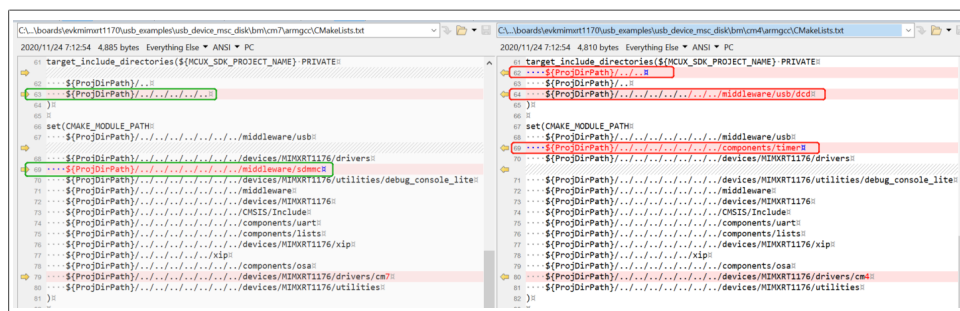 C:\...\boards\evkmimxrt1170\usb_examples\usb_device_msc_disk\bm\cm7\armgcc\CMakeLists.txt
2020/11/24 7:12:54 4,885 bytes Everything Else ANSI PC
61 target_include_directories(${MCUX_SDK_PROJECT_NAME} PRIVATE
62 ${ProjDirPath}/..
63 ${ProjDirPath}/../../../../..
64 )
65
66 set(CMAKE_MODULE_PATH
67 ${ProjDirPath}/../../../../../../../middleware/usb
68 ${ProjDirPath}/../../../../../../../devices/MIMXRT1176/drivers
69 ${ProjDirPath}/../../../../../../../middleware/sdmmc
70 ${ProjDirPath}/../../../../../../../devices/MIMXRT1176/utilities/debug_console_lite
71 ${ProjDirPath}/../../../../../../../middleware
72 ${ProjDirPath}/../../../../../../../devices/MIMXRT1176
73 ${ProjDirPath}/../../../../../../../CMSIS/Include
74 ${ProjDirPath}/../../../../../../../components/uart
75 ${ProjDirPath}/../../../../../../../components/lists
76 ${ProjDirPath}/../../../../../../../devices/MIMXRT1176/xip
77 ${ProjDirPath}/../../../../../xip
78 ${ProjDirPath}/../../../../../../../components/osa
79 ${ProjDirPath}/../../../../../../../devices/MIMXRT1176/drivers/cm7
80 ${ProjDirPath}/../../../../../../../devices/MIMXRT1176/utilities
81 )
C:\...\boards\evkmimxrt1170\usb_examples\usb_device_msc_disk\bm\cm4\armgcc\CMakeLists.txt
2020/11/24 7:12:54 4,810 bytes Everything Else ANSI PC
61 target_include_directories(${MCUX_SDK_PROJECT_NAME} PRIVATE
62 ${ProjDirPath}/../..
63 ${ProjDirPath}/..
64 ${ProjDirPath}/../../../../../../../middleware/usb/dcd
65 )
66
67 set(CMAKE_MODULE_PATH
68 ${ProjDirPath}/../../../../../../../middleware/usb
69 ${ProjDirPath}/../../../../../../../components/timer
70 ${ProjDirPath}/../../../../../../../devices/MIMXRT1176/drivers
71 ${ProjDirPath}/../../../../../../../devices/MIMXRT1176/utilities/debug_console_lite
72 ${ProjDirPath}/../../../../../../../middleware
73 ${ProjDirPath}/../../../../../../../devices/MIMXRT1176
74 ${ProjDirPath}/../../../../../../../CMSIS/Include
75 ${ProjDirPath}/../../../../../../../components/uart
76 ${ProjDirPath}/../../../../../../../components/lists
77 ${ProjDirPath}/../../../../../../../devices/MIMXRT1176/xip
78 ${ProjDirPath}/../../../../../xip
79 ${ProjDirPath}/../../../../../../../components/osa
80 ${ProjDirPath}/../../../../../../../devices/MIMXRT1176/drivers/cm4
81 ${ProjDirPath}/../../../../../../../devices/MIMXRT1176/utilities
82 )